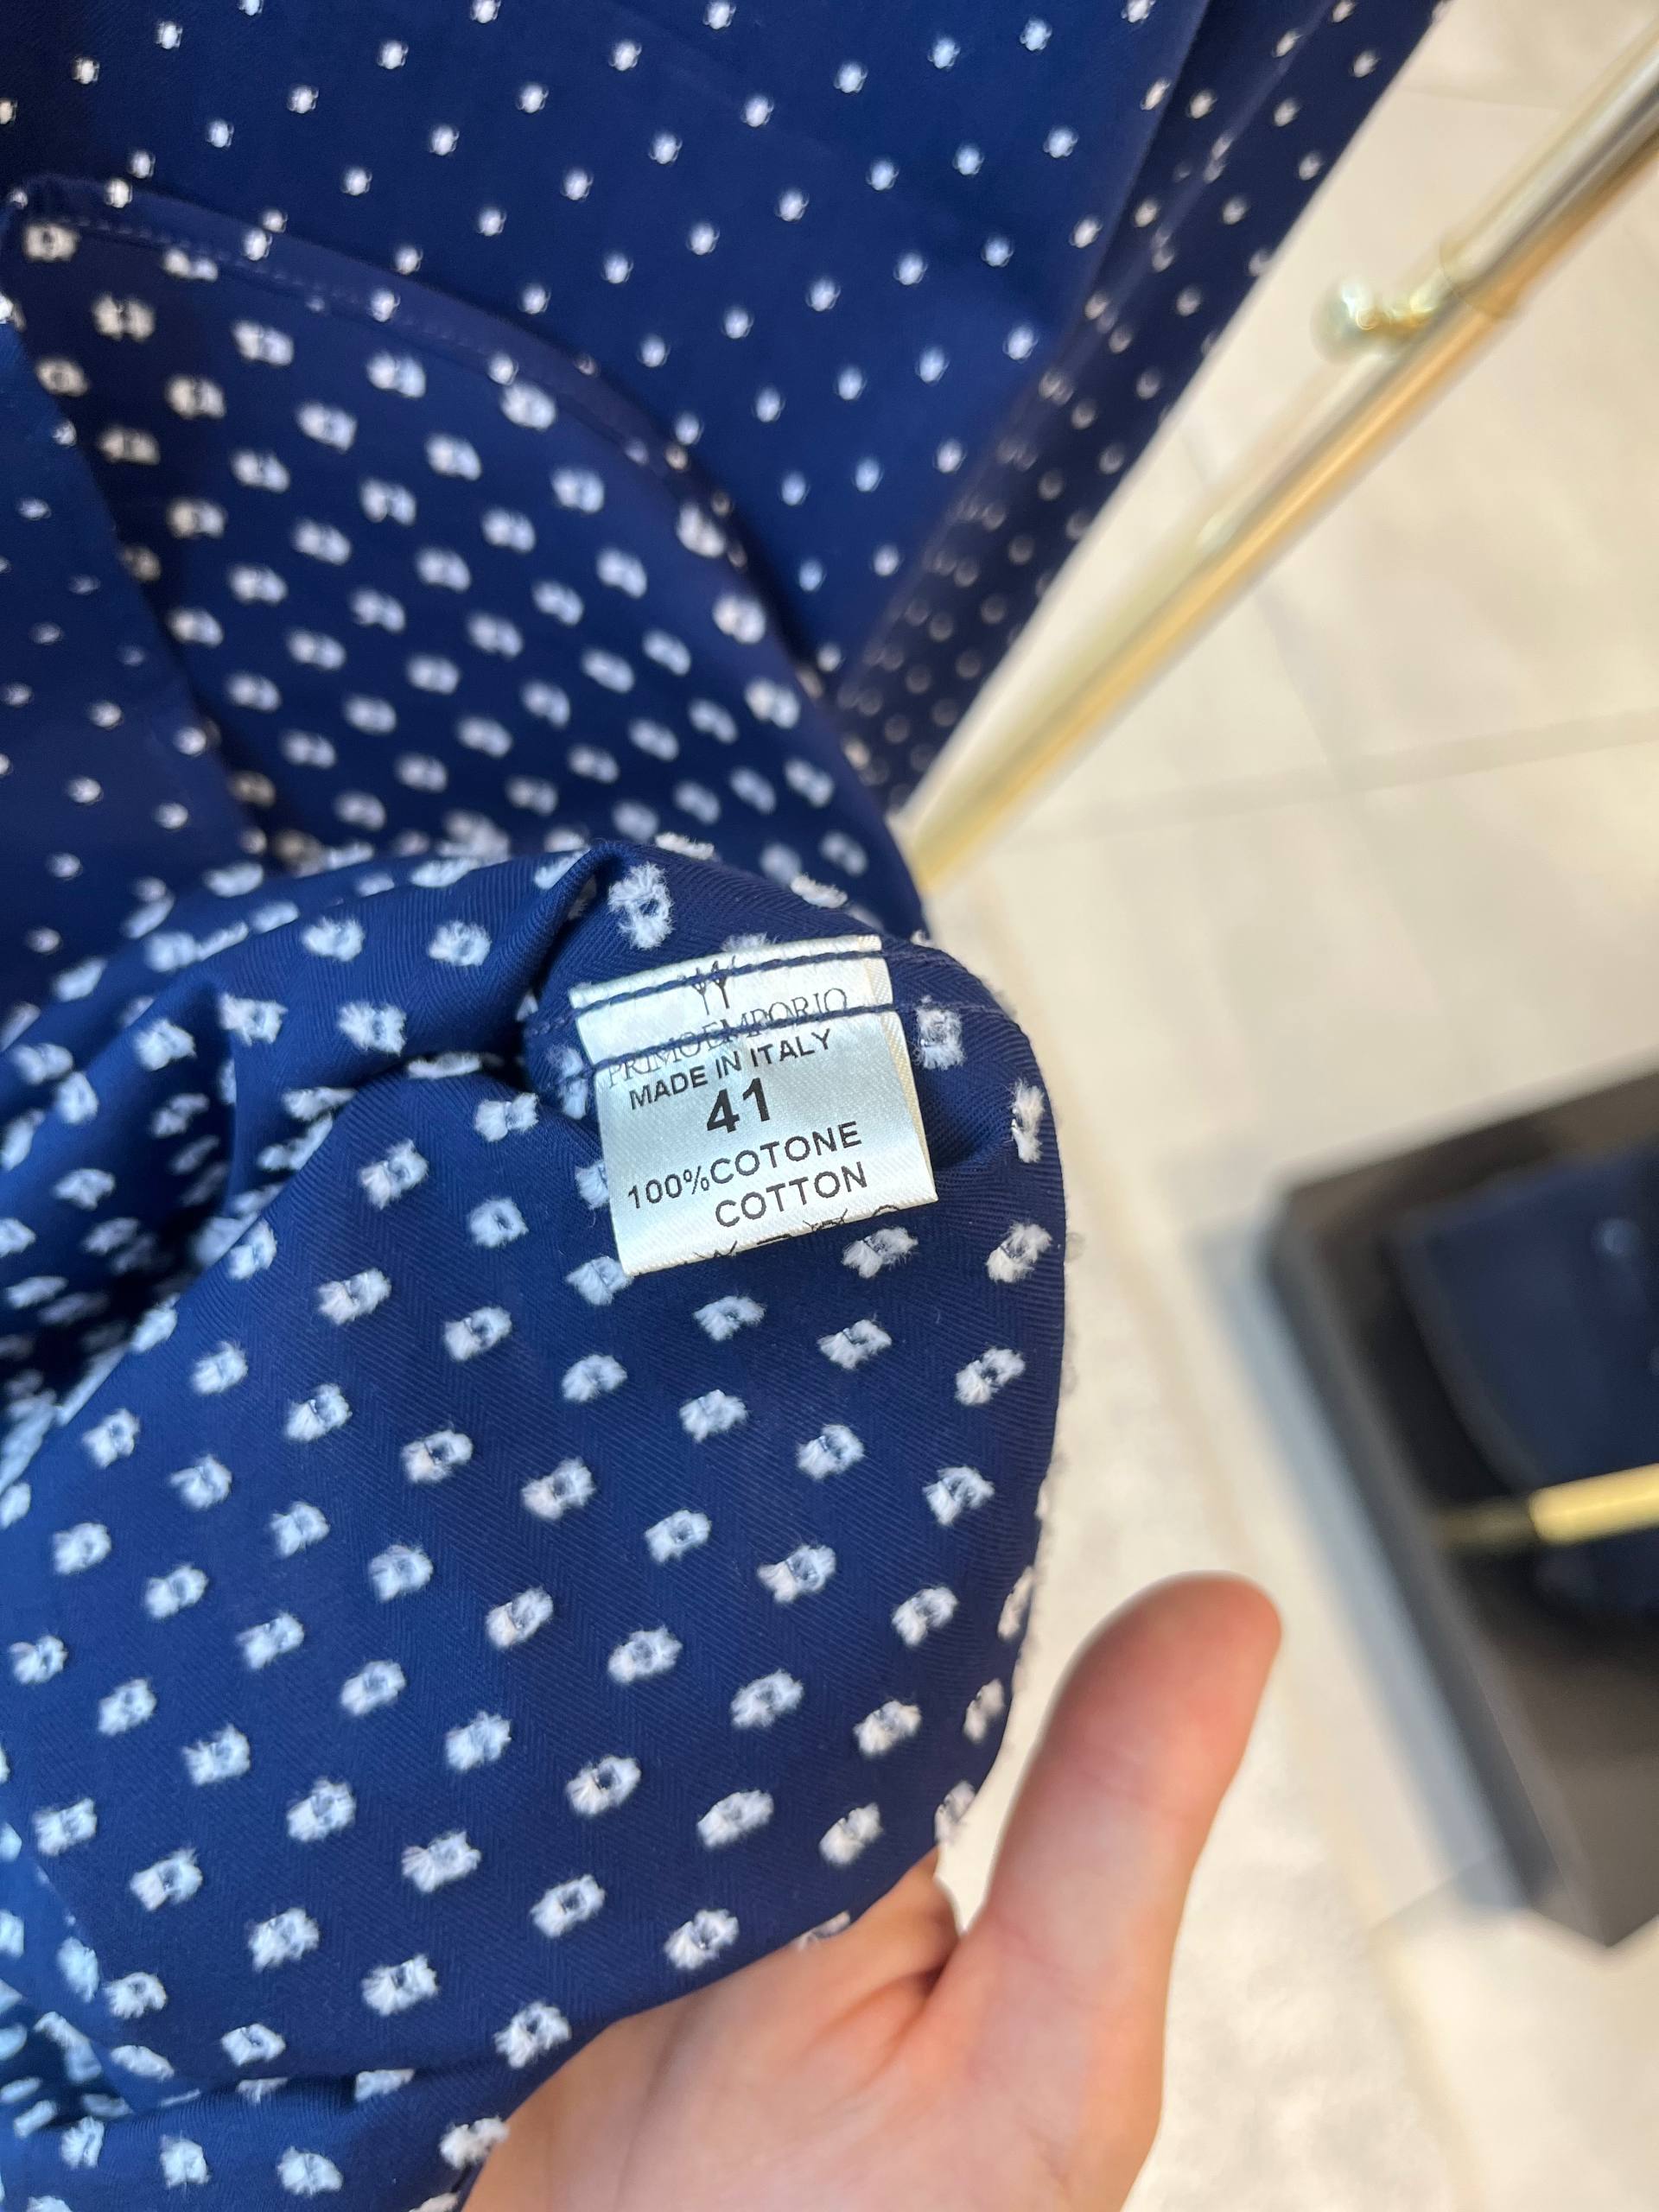 PRIMOEMPORIO
MADE IN ITALY
41
100%COTONE
COTTON